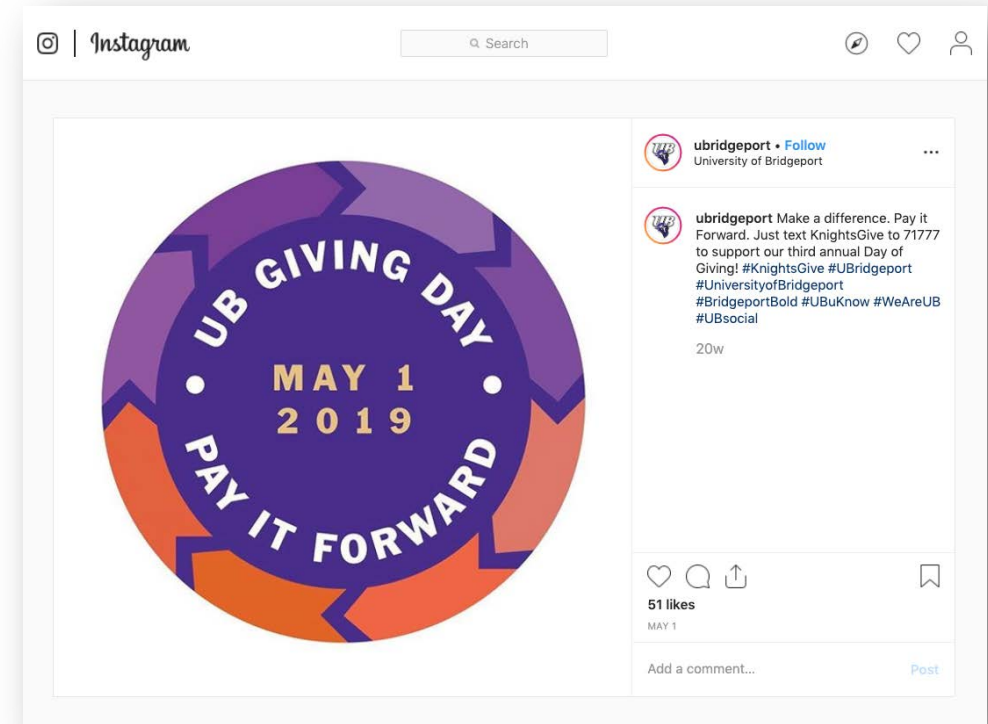 Instagram
Search
UB GIVING DAY
MAY 1
2019
PAY IT FORWARD
ubridgeport • Follow
University of Bridgeport
ubridgeport Make a difference. Pay it
Forward. Just text KnightsGive to 71777
to support our third annual Day of
Giving! #KnightsGive #UBridgeport
#UniversityofBridgeport
#BridgeportBold #UBuKnow #WeAreUB
#UBsocial
20w
51 likes
MAY 1
Add a comment... Post